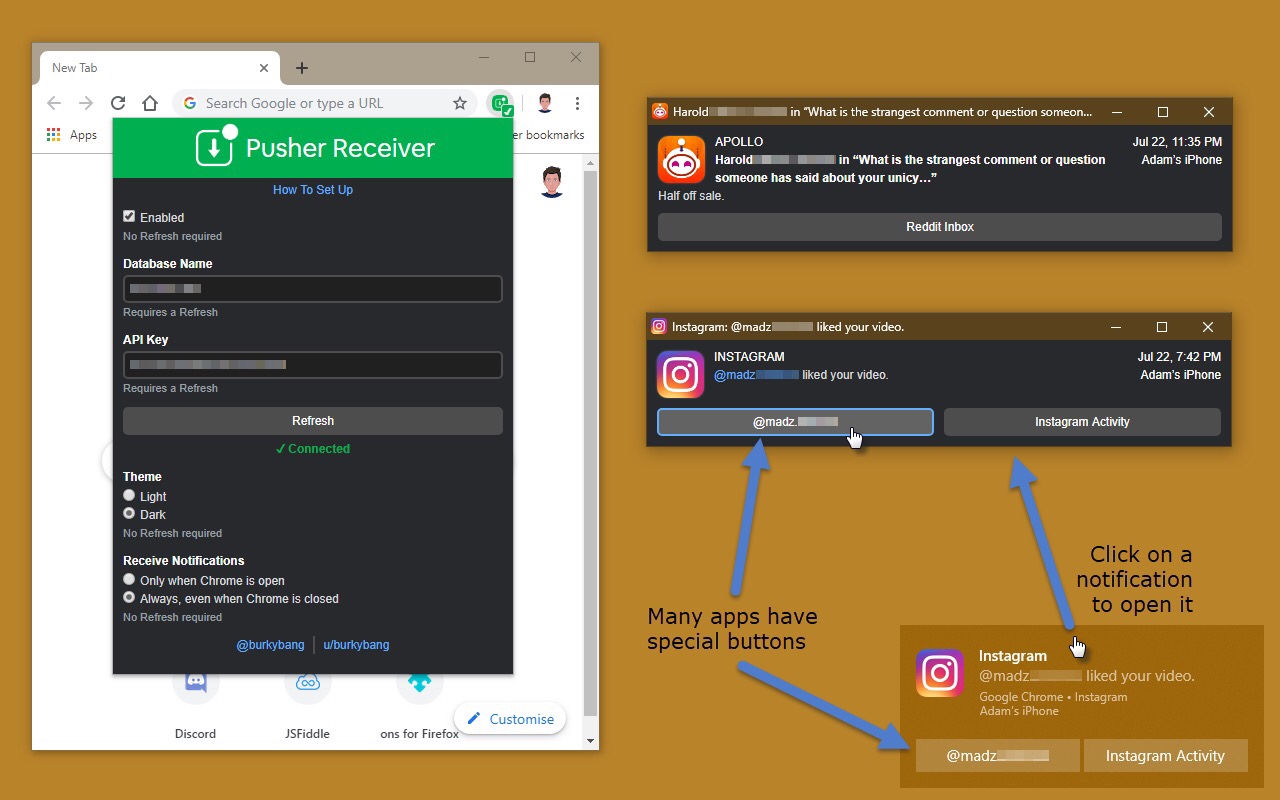 New Tab
Search Google or type a URL
Apps
er bookmarks
Pusher Receiver
How To Set Up
Enabled
No Refresh required
Database Name
Requires a Refresh
API Key
Requires a Refresh
Refresh
✓ Connected
Theme
Light
Dark
No Refresh required
Receive Notifications
Only when Chrome is open
Always, even when Chrome is closed
No Refresh required
@burkybang u/burkybang
Discord JSFiddle ons for Firefox
Customise
Harold in “What is the strangest comment or question someon...
APOLLO Jul 22, 11:35 PM
Harold in “What is the strangest comment or question Adam's iPhone
someone has said about your unicy…”
Half off sale.
Reddit Inbox
Instagram: @madz liked your video.
INSTAGRAM Jul 22, 7:42 PM
@madz liked your video. Adam's iPhone
@madz. Instagram Activity
Many apps have
special buttons
Click on a
notification
to open it
Instagram
@madz liked your video.
Google Chrome • Instagram
Adam's iPhone
@madz Instagram Activity